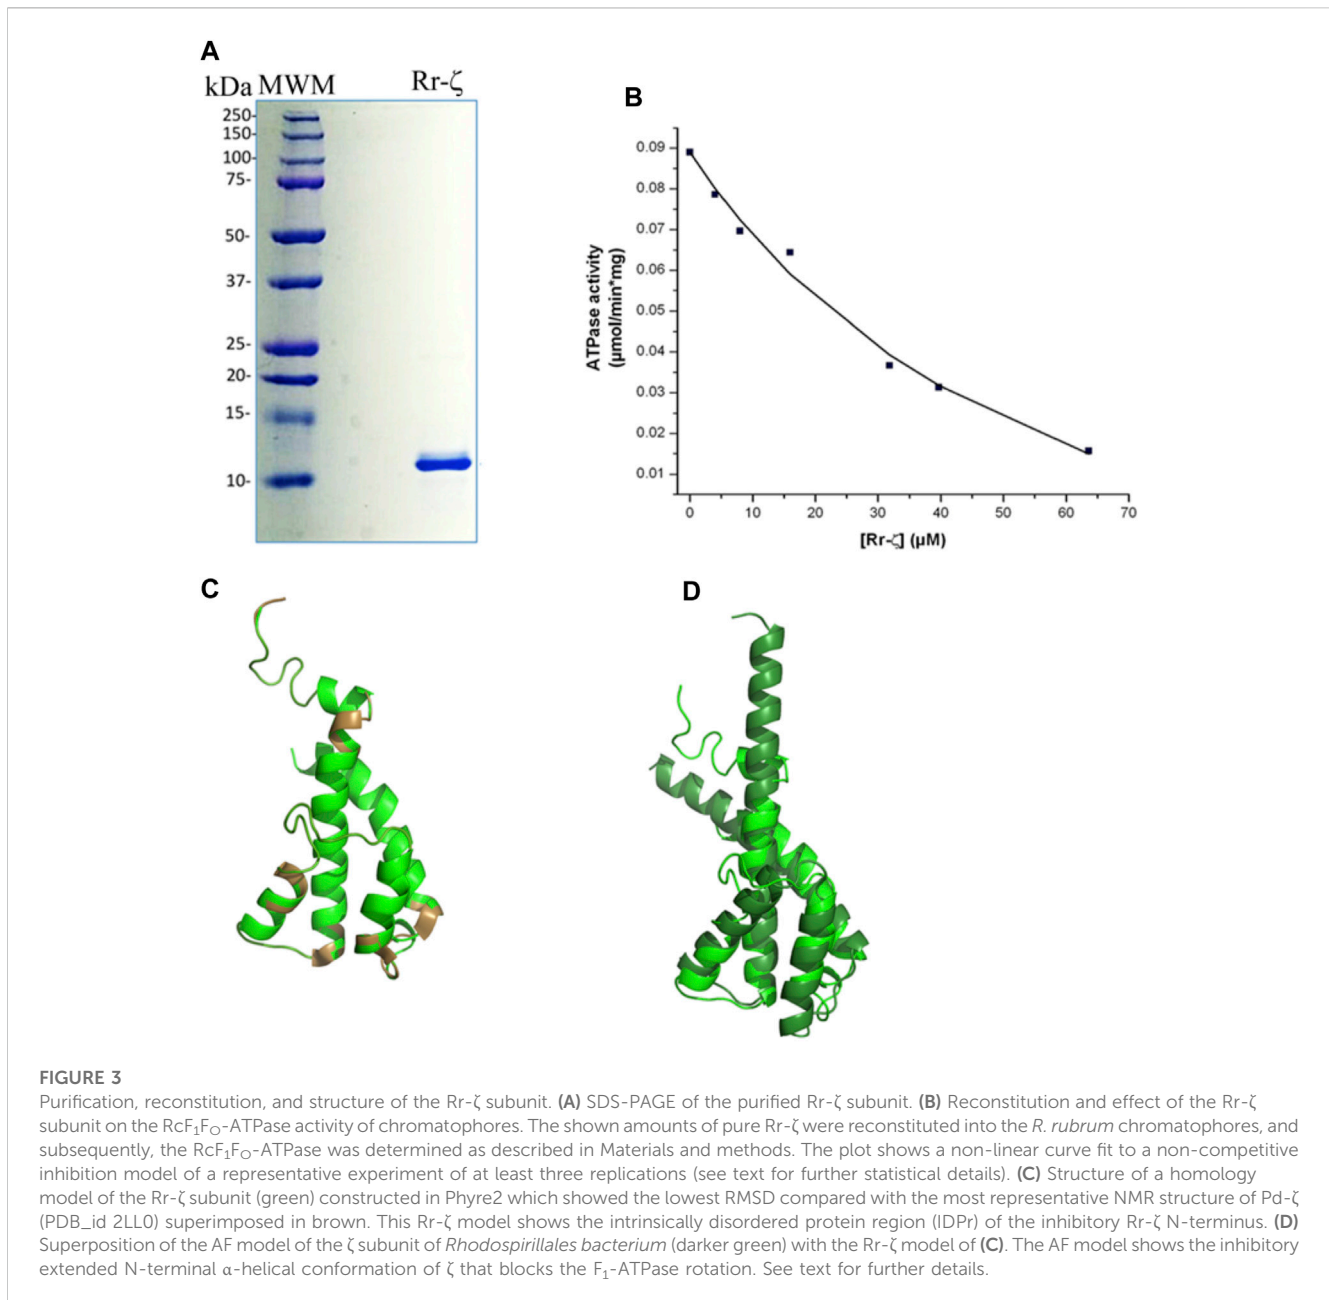 A
kDa MWM Rr-ζ
250-
150-
100-
75-
50-
37-
25-
20-
15-
10-
B
ATPase activity
(µmol/min*mg)
0.09
0.08
0.07
0.06
0.05
0.04
0.03
0.02
0.01
0 10 20 30 40 50 60 70
[Rr-ζ] (µM)
C
D
FIGURE 3
Purification, reconstitution, and structure of the Rr-ζ subunit. (A) SDS-PAGE of the purified Rr-ζ subunit. (B) Reconstitution and effect of the Rr-ζ
subunit on the RcF₁FO-ATPase activity of chromatophores. The shown amounts of pure Rr-ζ were reconstituted into the R. rubrum chromatophores, and
subsequently, the RcF₁FO-ATPase was determined as described in Materials and methods. The plot shows a non-linear curve fit to a non-competitive
inhibition model of a representative experiment of at least three replications (see text for further statistical details). (C) Structure of a homology
model of the Rr-ζ subunit (green) constructed in Phyre2 which showed the lowest RMSD compared with the most representative NMR structure of Pd-ζ
(PDB_id 2LL0) superimposed in brown. This Rr-ζ model shows the intrinsically disordered protein region (IDPr) of the inhibitory Rr-ζ N-terminus. (D)
Superposition of the AF model of the ζ subunit of Rhodospirillales bacterium (darker green) with the Rr-ζ model of (C). The AF model shows the inhibitory
extended N-terminal α-helical conformation of ζ that blocks the F₁-ATPase rotation. See text for further details.